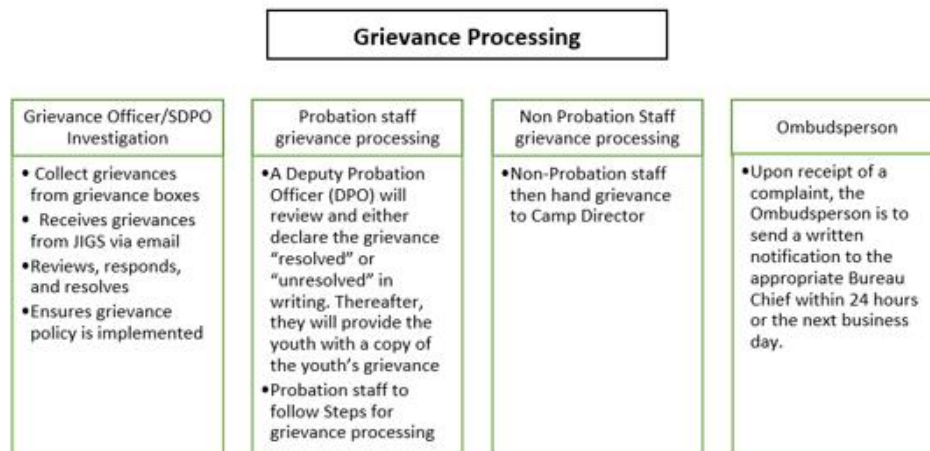 Grievance Processing
Grievance Officer/SDPO
Investigation
• Collect grievances
from grievance boxes
• Receives grievances
from JIGS via email
•Reviews, responds,
and resolves
•Ensures grievance
policy is implemented
Probation staff
grievance processing
•A Deputy Probation
Officer (DPO) will
review and either
declare the grievance
“resolved” or
“unresolved” in
writing. Thereafter,
they will provide the
youth with a copy of
the youth’s grievance
•Probation staff to
follow Steps for
grievance processing
Non Probation Staff
grievance processing
•Non-Probation staff
then hand grievance
to Camp Director
Ombudsperson
•Upon receipt of a
complaint, the
Ombudsperson is to
send a written
notification to the
appropriate Bureau
Chief within 24 hours
or the next business
day.